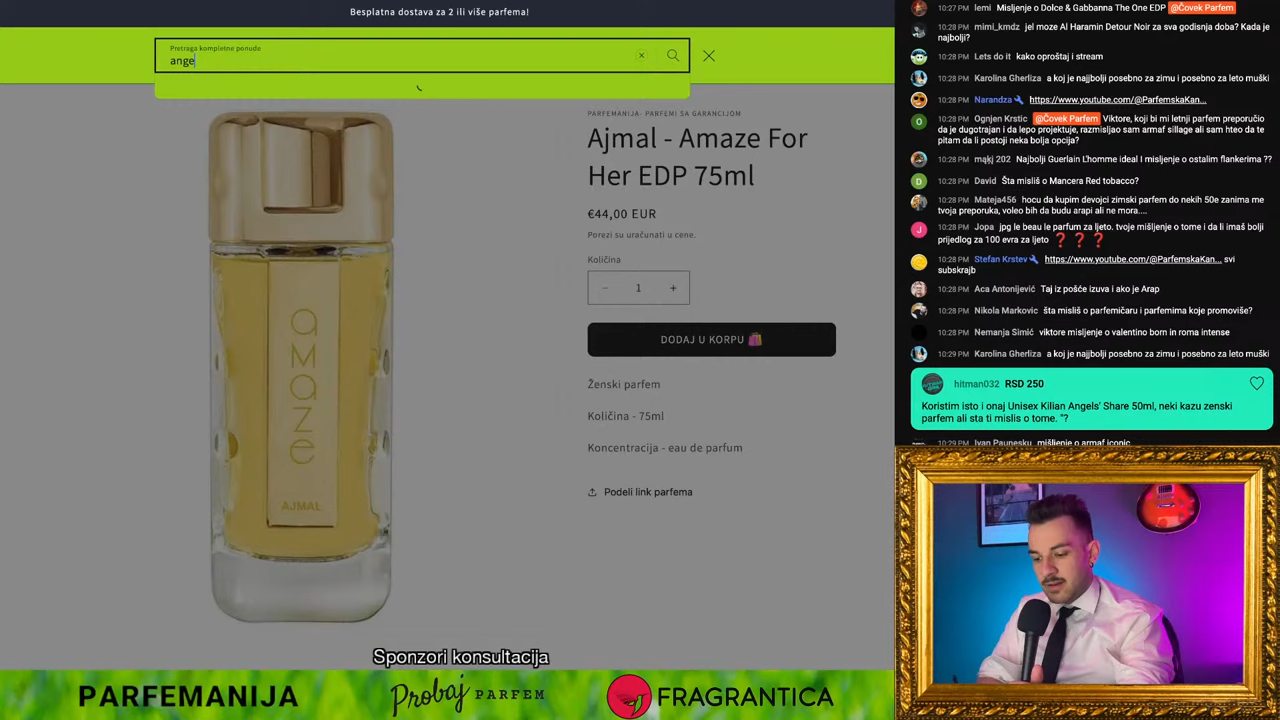 Besplatna dostava za 2 ili više parfema!
Pretraga kompletne ponude
ange
PARFEMANIJA- PARFEMI SA GARANCIJOM
Ajmal - Amaze For
Her EDP 75ml
€44,00 EUR
Porezi su uračunati u cene.
Količina
− 1 +
DODAJ U KORPU 🛍️
Ženski parfem
Količina - 75ml
Koncentracija - eau de parfum
Podeli link parfema
amaze
AJMAL
Sponzori konsultacija
PARFEMANIJA
Probaj PARFEM
FRAGRANTICA
10:27 PM lemi Misljenje o Dolce & Gabbanna The One EDP @Čovek Parfem
10:28 PM mimi_kmdz jel moze Al Haramin Detour Noir za sva godisnja doba? Kada je
najbolji?
10:28 PM Lets do it kako oproštaj i stream
10:28 PM Karolina Gherliza a koj je najjbolji posebno za zimu i posebno za leto muški
10:28 PM Narandza https://www.youtube.com/@ParfemskaKan...
10:28 PM Ognjen Krstic @Čovek Parfem Viktore, koji bi mi letnji parfem preporučio
da je dugotrajan i da lepo projektuje, razmisljao sam armaf sillage ali sam hteo da te
pitam da li postoji neka bolja opcija?
10:28 PM mąkj 202 Najbolji Guerlain L'homme ideal I misljenje o ostalim flankerima ??
10:28 PM David Šta misliš o Mancera Red tobacco?
10:28 PM Mateja456 hocu da kupim devojci zimski parfem do nekih 50e zanima me
tvoja preporuka, voleo bih da budu arapi ali ne mora....
10:28 PM Jopa jpg le beau le parfum za ljeto. tvoje mišljenje o tome i da li imaš bolji
prijedlog za 100 evra za ljeto ❓ ❓ ❓
10:28 PM Stefan Krstev https://www.youtube.com/@ParfemskaKan... svi
subskrajb
10:28 PM Aca Antonijević Taj iz pošće izuva i ako je Arap
10:28 PM Nikola Markovic šta misliš o parfemičaru i parfemima koje promoviše?
10:28 PM Nemanja Simić viktore misljenje o valentino born in roma intense
10:29 PM Karolina Gherliza a koj je najjbolji posebno za zimu i posebno za leto muški
hitman032 RSD 250
Koristim isto i onaj Unisex Kilian Angels' Share 50ml, neki kazu zenski
parfem ali sta ti mislis o tome. "?
10:29 PM Ivan Paunesku mišljenje o armaf iconic